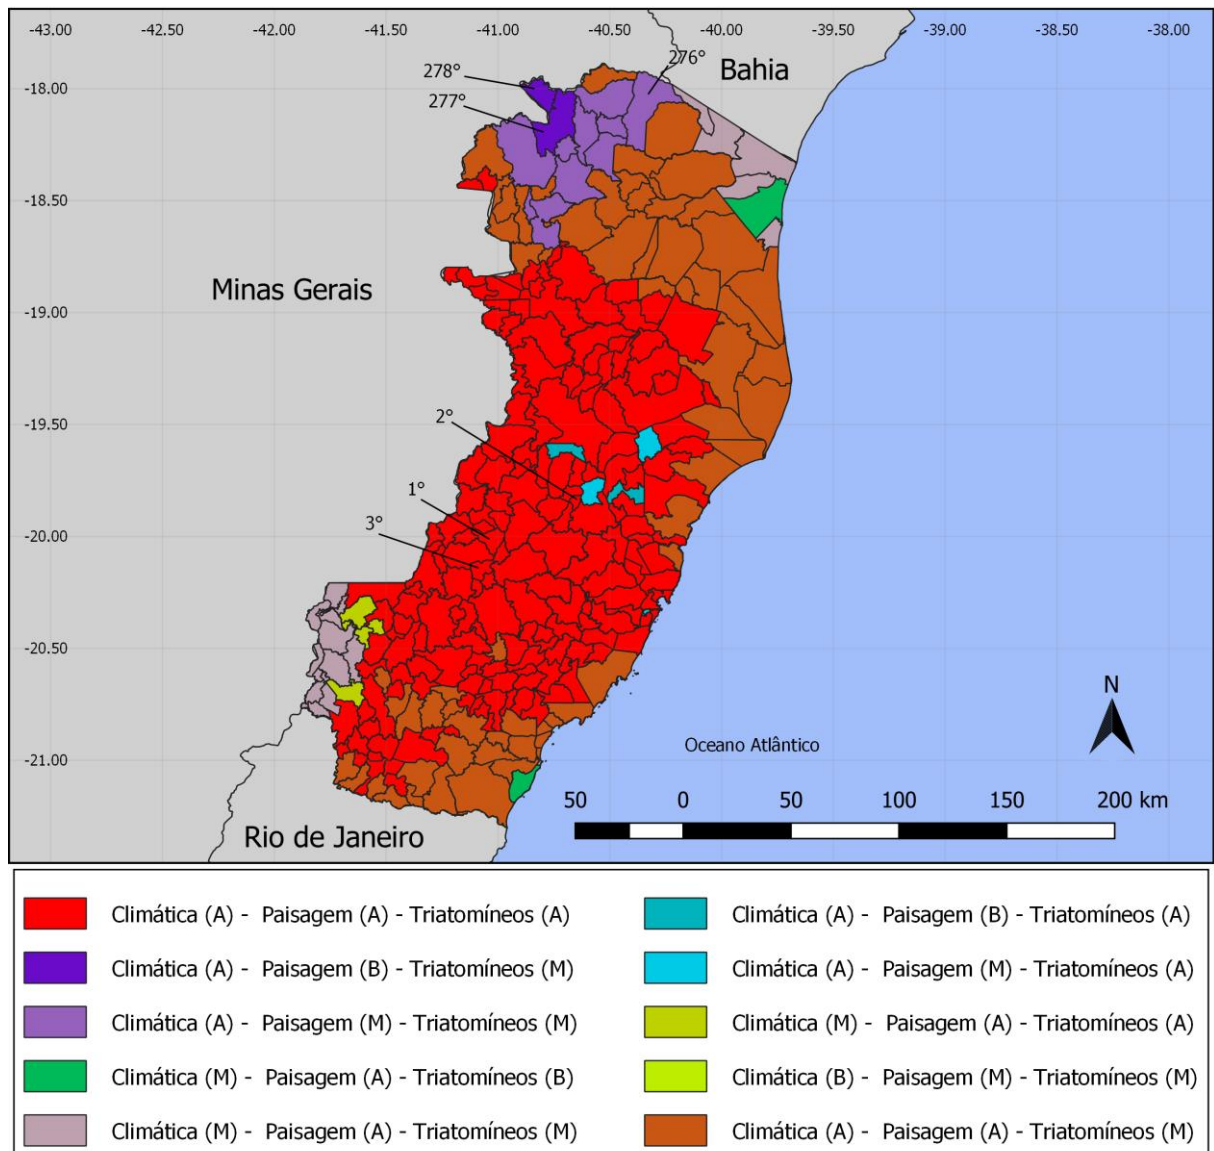 -43.00 -42.50 -42.00 -41.50 -41.00 -40.50 -40.00 -39.50 -39.00 -38.50 -38.00
276°
Bahia
278°
-18.00
277°
-18.50
Minas Gerais
-19.00
2°
-19.50
1°
3°
-20.00
-20.50
N
Oceano Atlântico
-21.00
50 0 50 100 150 200 km
Rio de Janeiro
Climática (A) - Paisagem (A) - Triatomíneos (A)
Climática (A) - Paisagem (B) - Triatomíneos (M)
Climática (A) - Paisagem (M) - Triatomíneos (M)
Climática (M) - Paisagem (A) - Triatomíneos (B)
Climática (M) - Paisagem (A) - Triatomíneos (M)
Climática (A) - Paisagem (B) - Triatomíneos (A)
Climática (A) - Paisagem (M) - Triatomíneos (A)
Climática (M) - Paisagem (A) - Triatomíneos (A)
Climática (B) - Paisagem (M) - Triatomíneos (M)
Climática (A) - Paisagem (A) - Triatomíneos (M)